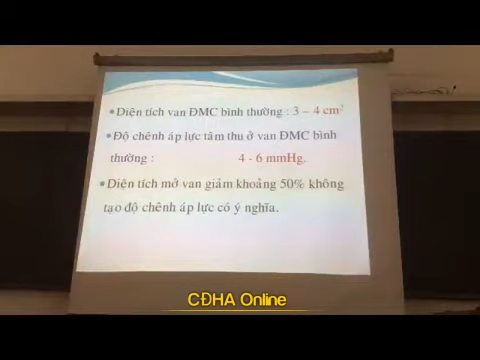 • Diện tích van ĐMC bình thường : 3 – 4 cm²
• Độ chênh áp lực tâm thu ở van ĐMC bình
thường : 4 - 6 mmHg.
• Diện tích mở van giảm khoảng 50% không
tạo độ chênh áp lực có ý nghĩa.
CĐHA Online